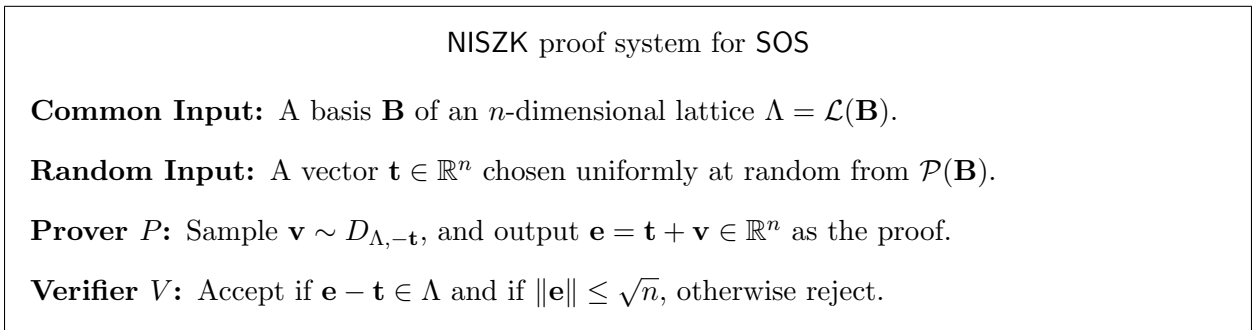 NISZK proof system for SOS
Common Input: A basis B of an n-dimensional lattice Λ = ℒ(B).
Random Input: A vector t ∈ ℝⁿ chosen uniformly at random from 𝒫(B).
Prover P: Sample v ∼ D_{Λ,−t}, and output e = t + v ∈ ℝⁿ as the proof.
Verifier V: Accept if e − t ∈ Λ and if ‖e‖ ≤ √n, otherwise reject.